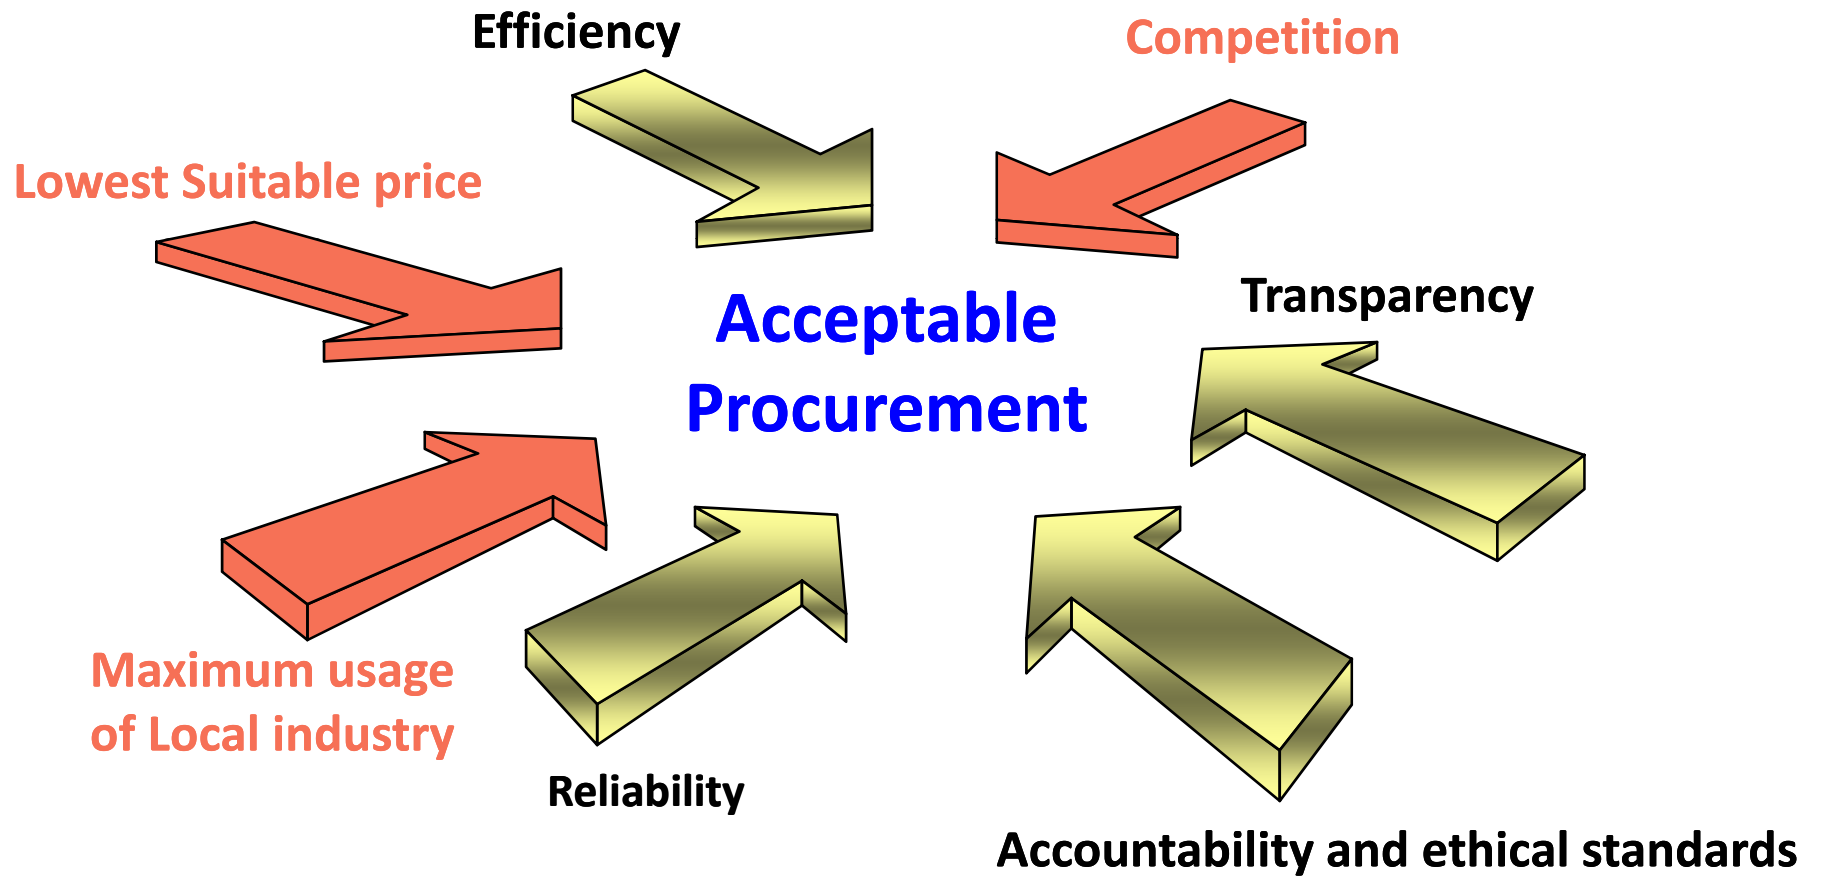 Efficiency
Competition
Lowest Suitable price
Transparency
Acceptable
Procurement
Maximum usage
of Local industry
Reliability
Accountability and ethical standards